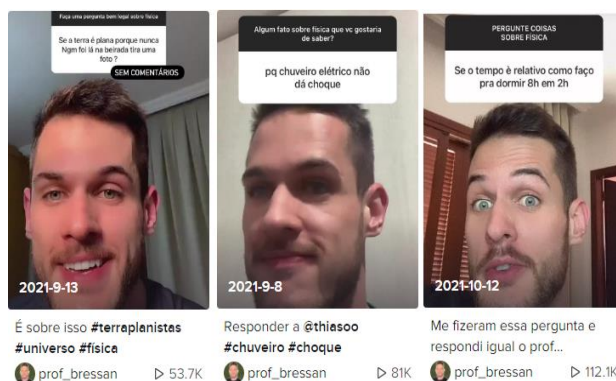 Faça uma pergunta bem legal sobre física
Se a terra é plana porque nunca
Ngm foi lá na beirada tira uma
foto ?
SEM COMENTÁRIOS
2021-9-13
É sobre isso #terraplanistas
#universo #física
prof_bressan
53.7K
Algum fato sobre física que vc gostaria
de saber?
pq chuveiro elétrico não
dá choque
2021-9-8
Responder a @thiasoo
#chuveiro #choque
prof_bressan
81K
PERGUNTE COISAS
SOBRE FÍSICA
Se o tempo è relativo como faço
pra dormir 8h em 2h
2021-10-12
Me fizeram essa pergunta e
respondi igual o prof...
prof_bressan
112.1K